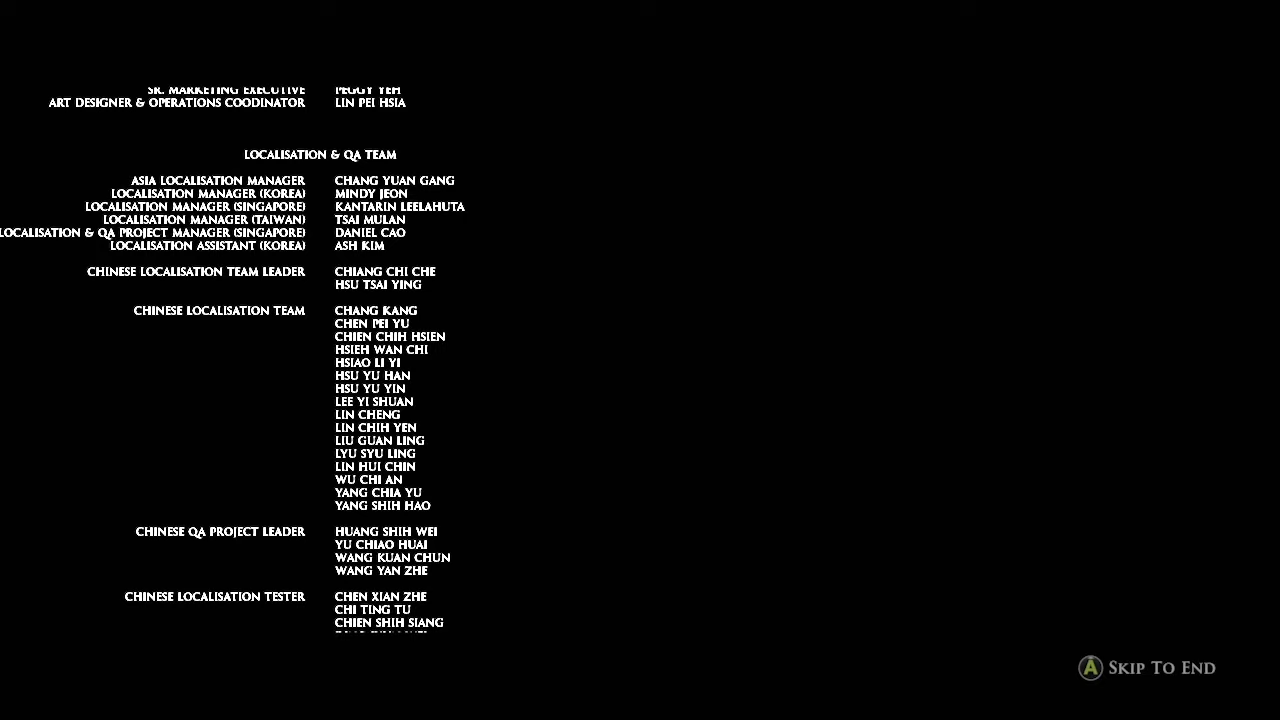 SR. MARKETING EXECUTIVE PEGGY YEH
ART DESIGNER & OPERATIONS COODINATOR LIN PEI HSIA
LOCALISATION & QA TEAM
ASIA LOCALISATION MANAGER CHANG YUAN GANG
LOCALISATION MANAGER (KOREA) MINDY JEON
LOCALISATION MANAGER (SINGAPORE) KANTARIN LEELAHUTA
LOCALISATION MANAGER (TAIWAN) TSAI MULAN
LOCALISATION & QA PROJECT MANAGER (SINGAPORE) DANIEL CAO
LOCALISATION ASSISTANT (KOREA) ASH KIM
CHINESE LOCALISATION TEAM LEADER CHIANG CHI CHE
HSU TSAI YING
CHINESE LOCALISATION TEAM CHANG KANG
CHEN PEI YU
CHIEN CHIH HSIEN
HSIEH WAN CHI
HSIAO LI YI
HSU YU HAN
HSU YU YIN
LEE YI SHUAN
LIN CHENG
LIN CHIH YEN
LIU GUAN LING
LYU SYU LING
LIN HUI CHIN
WU CHI AN
YANG CHIA YU
YANG SHIH HAO
CHINESE QA PROJECT LEADER HUANG SHIH WEI
YU CHIAO HUAI
WANG KUAN CHUN
WANG YAN ZHE
CHINESE LOCALISATION TESTER CHEN XIAN ZHE
CHI TING TU
CHIEN SHIH SIANG
A SKIP TO END